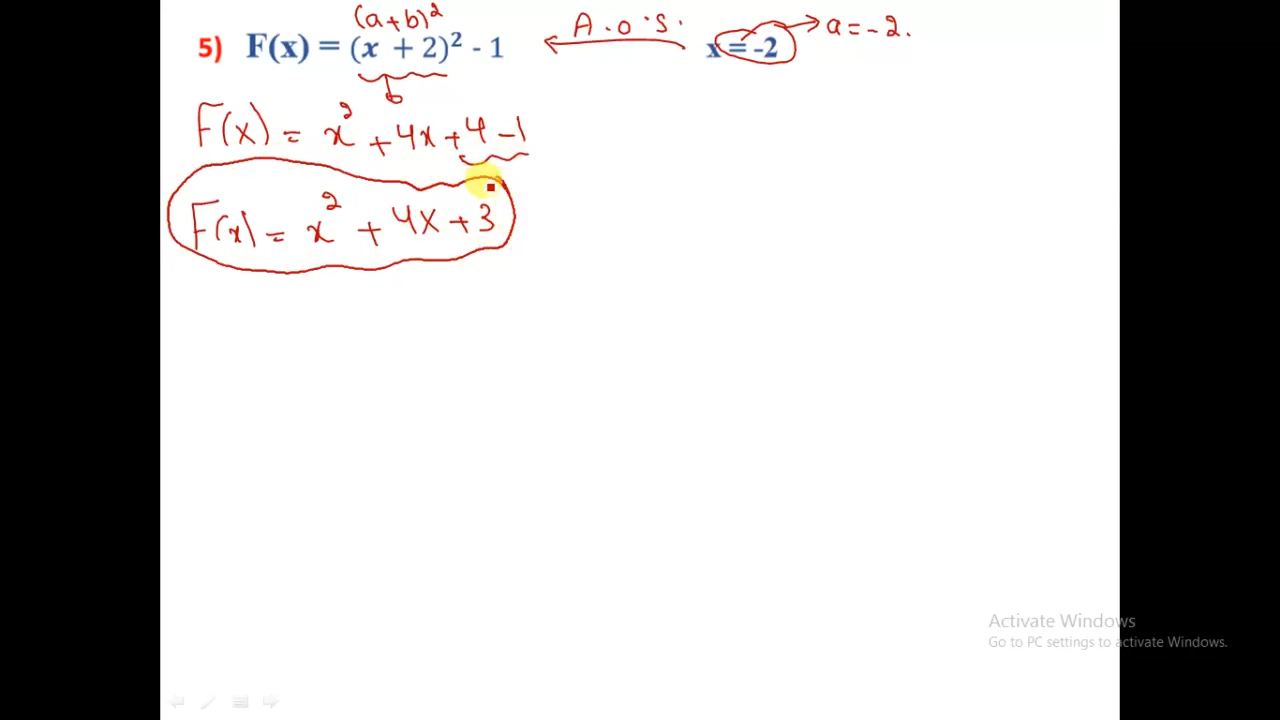 (a+b)²
5) F(x) = (x + 2)² - 1
A.O.S.
x = -2
a = -2.
F(x) = x² + 4x + 4 - 1
F(x) = x² + 4x + 3
Activate Windows
Go to PC settings to activate Windows.